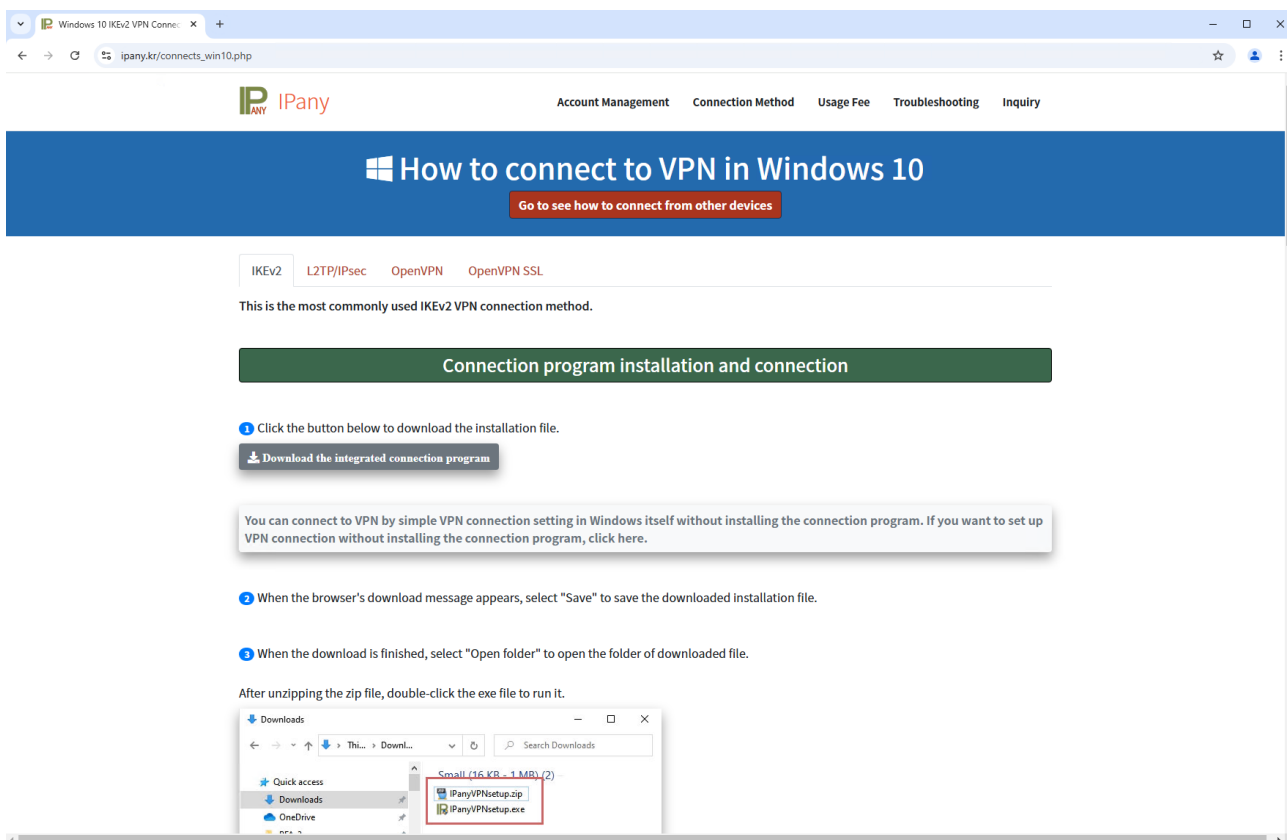 Windows 10 IKEv2 VPN Connec
ipany.kr/connects_win10.php
IP ANY IPany
Account Management Connection Method Usage Fee Troubleshooting Inquiry
How to connect to VPN in Windows 10
Go to see how to connect from other devices
IKEv2 L2TP/IPsec OpenVPN OpenVPN SSL
This is the most commonly used IKEv2 VPN connection method.
Connection program installation and connection
1 Click the button below to download the installation file.
Download the integrated connection program
You can connect to VPN by simple VPN connection setting in Windows itself without installing the connection program. If you want to set up
VPN connection without installing the connection program, click here.
2 When the browser's download message appears, select "Save" to save the downloaded installation file.
3 When the download is finished, select "Open folder" to open the folder of downloaded file.
After unzipping the zip file, double-click the exe file to run it.
Downloads
Thi... > Downl... Search Downloads
Small (16 KB - 1 MB) (2)
Quick access
IPanyVPNsetup.zip
Downloads
IPanyVPNsetup.exe
OneDrive